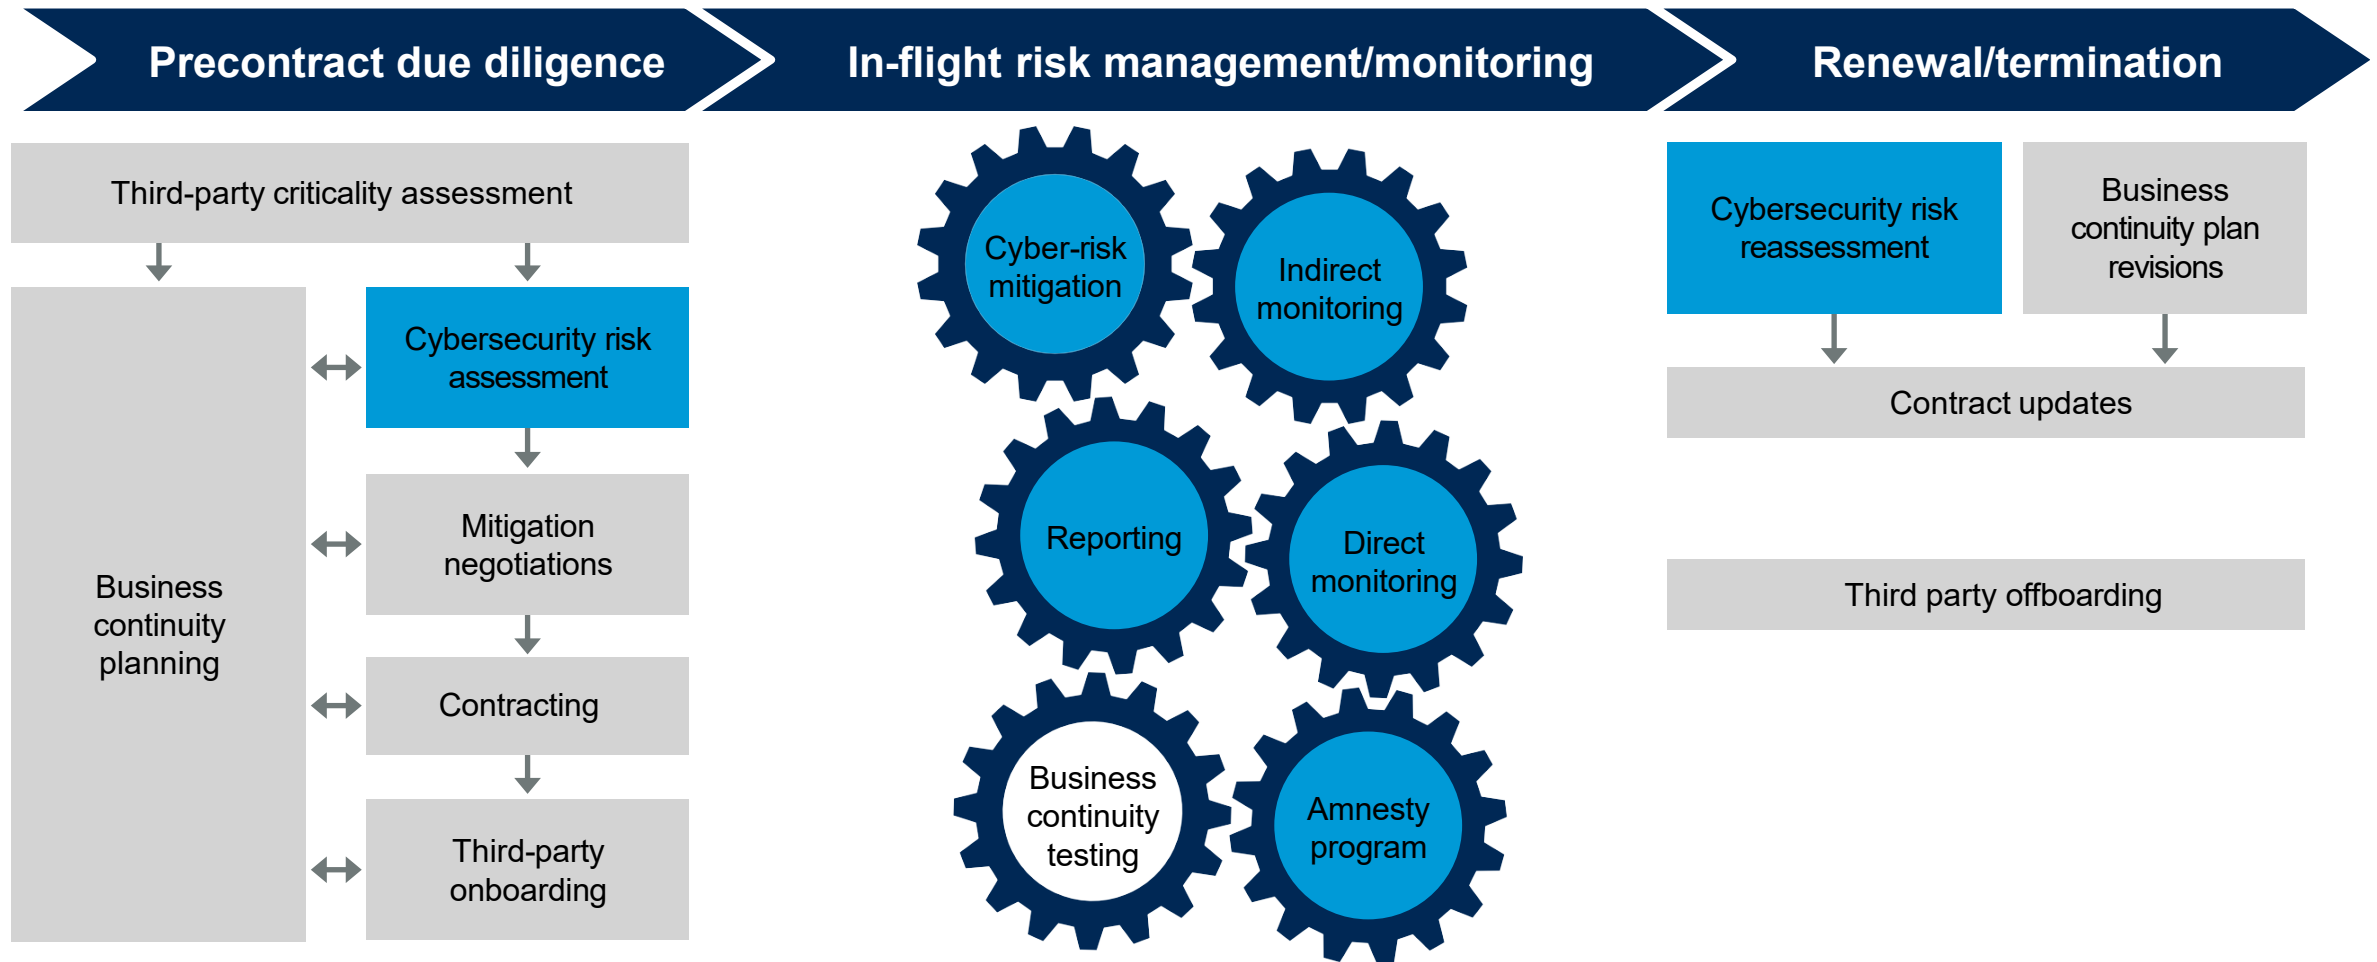 Precontract due diligence
In-flight risk management/monitoring
Renewal/termination
Third-party criticality assessment
Business
continuity
planning
Cybersecurity risk
assessment
Mitigation
negotiations
Contracting
Third-party
onboarding
Cyber-risk
mitigation
Indirect
monitoring
Reporting
Direct
monitoring
Business
continuity
testing
Amnesty
program
Cybersecurity risk
reassessment
Business
continuity plan
revisions
Contract updates
Third party offboarding